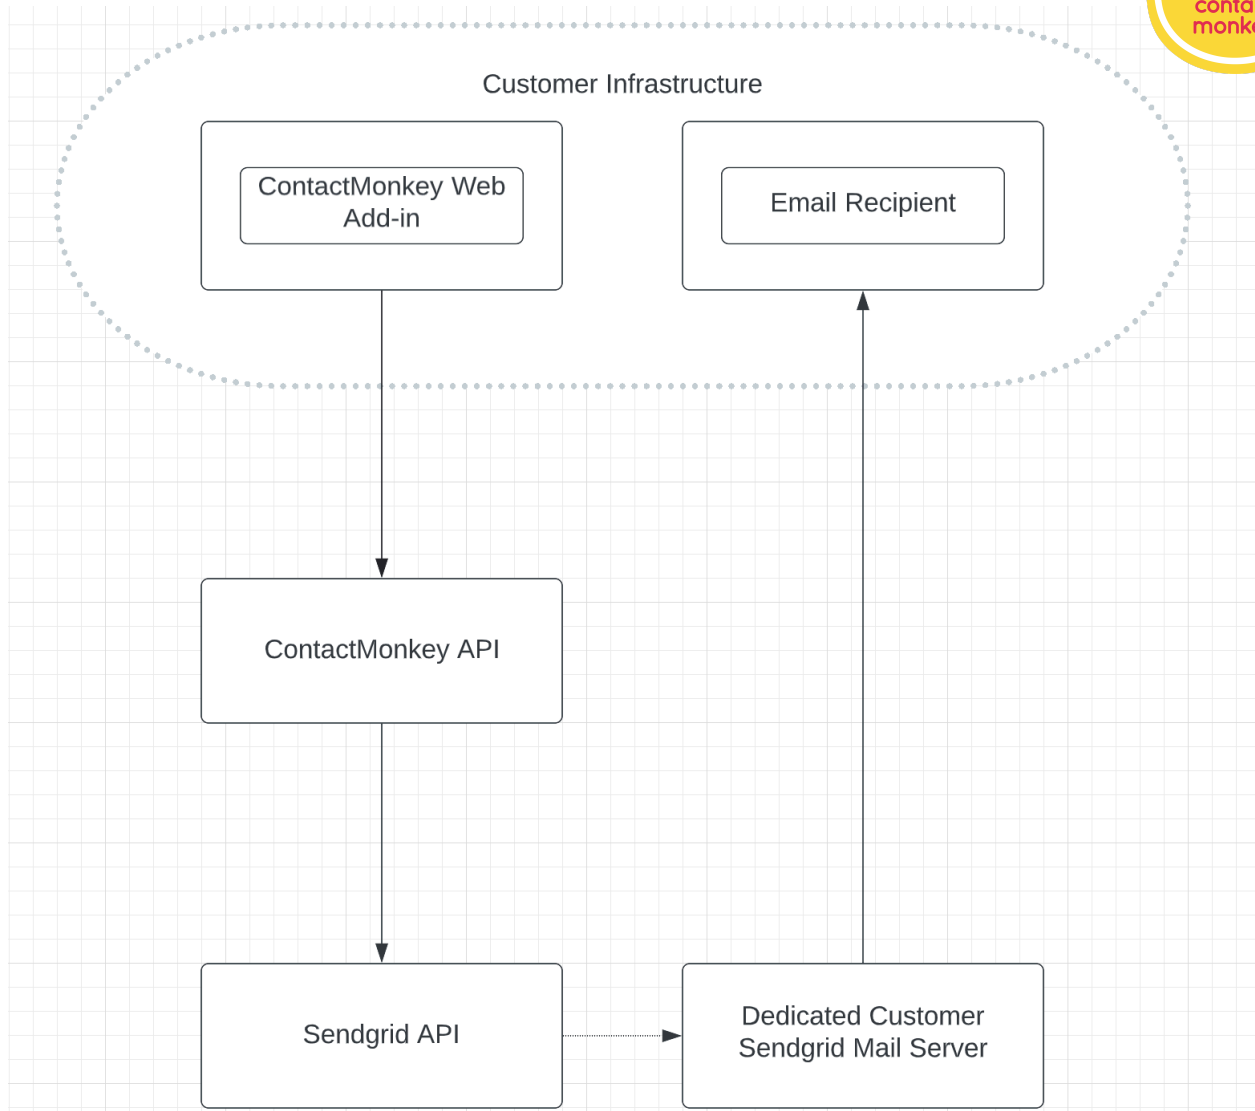 Customer Infrastructure
ContactMonkey Web
Add-in
Email Recipient
ContactMonkey API
Sendgrid API
Dedicated Customer
Sendgrid Mail Server